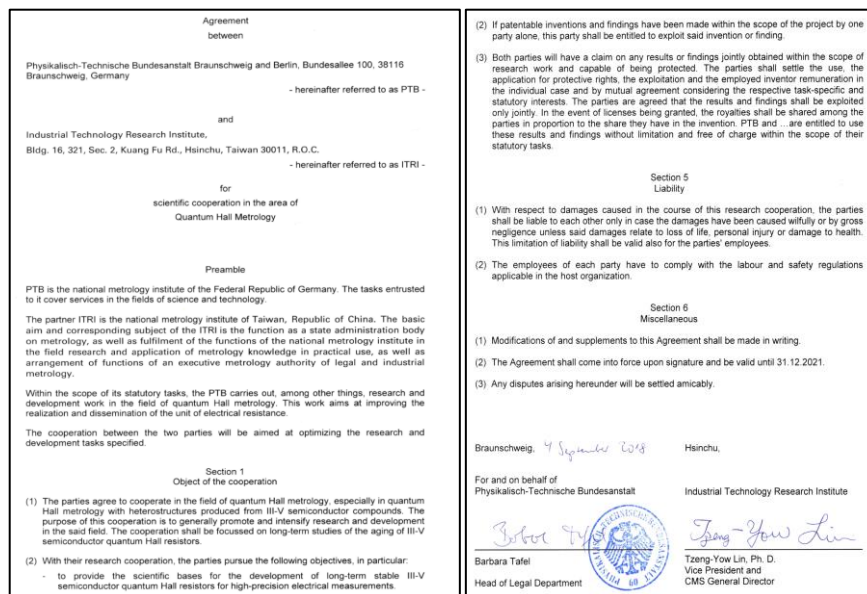 Agreement
between
Physikalisch-Technische Bundesanstalt Braunschweig and Berlin, Bundesallee 100, 38116
Braunschweig, Germany
- hereinafter referred to as PTB -
and
Industrial Technology Research Institute,
Bldg. 16, 321, Sec. 2, Kuang Fu Rd., Hsinchu, Taiwan 30011, R.O.C.
- hereinafter referred to as ITRI -
for
scientific cooperation in the area of
Quantum Hall Metrology
Preamble
PTB is the national metrology institute of the Federal Republic of Germany. The tasks entrusted
to it cover services in the fields of science and technology.
The partner ITRI is the national metrology institute of Taiwan, Republic of China. The basic
aim and corresponding subject of the ITRI is the function as a state administration body
on metrology, as well as fulfilment of the functions of the national metrology institute in
the field research and application of metrology knowledge in practical use, as well as
arrangement of functions of an executive metrology authority of legal and industrial
metrology.
Within the scope of its statutory tasks, the PTB carries out, among other things, research and
development work in the field of quantum Hall metrology. This work aims at improving the
realization and dissemination of the unit of electrical resistance.
The cooperation between the two parties will be aimed at optimizing the research and
development tasks specified.
Section 1
Object of the cooperation
(1) The parties agree to cooperate in the field of quantum Hall metrology, especially in quantum
Hall metrology with heterostructures produced from III-V semiconductor compounds. The
purpose of this cooperation is to generally promote and intensify research and development
in the said field. The cooperation shall be focussed on long-term studies of the aging of III-V
semiconductor quantum Hall resistors.
(2) With their research cooperation, the parties pursue the following objectives, in particular:
- to provide the scientific bases for the development of long-term stable III-V
semiconductor quantum Hall resistors for high-precision electrical measurements.
(2) If patentable inventions and findings have been made within the scope of the project by one
party alone, this party shall be entitled to exploit said invention or finding.
(3) Both parties will have a claim on any results or findings jointly obtained within the scope of
research work and capable of being protected. The parties shall settle the use, the
application for protective rights, the exploitation and the employed inventor remuneration in
the individual case and by mutual agreement considering the respective task-specific and
statutory interests. The parties are agreed that the results and findings shall be exploited
only jointly. In the event of licenses being granted, the royalties shall be shared among the
parties in proportion to the share they have in the invention. PTB and ...are entitled to use
these results and findings without limitation and free of charge within the scope of their
statutory tasks.
Section 5
Liability
(1) With respect to damages caused in the course of this research cooperation, the parties
shall be liable to each other only in case the damages have been caused wilfully or by gross
negligence unless said damages relate to loss of life, personal injury or damage to health.
This limitation of liability shall be valid also for the parties' employees.
(2) The employees of each party have to comply with the labour and safety regulations
applicable in the host organization.
Section 6
Miscellaneous
(1) Modifications of and supplements to this Agreement shall be made in writing.
(2) The Agreement shall come into force upon signature and be valid until 31.12.2021.
(3) Any disputes arising hereunder will be settled amicably.
Braunschweig, 4 September 2018 Hsinchu,
For and on behalf of
Physikalisch-Technische Bundesanstalt Industrial Technology Research Institute
Tzeng-You Lin
Barbara Tafel Tzeng-Yow Lin, Ph. D.
Vice President and
Head of Legal Department CMS General Director